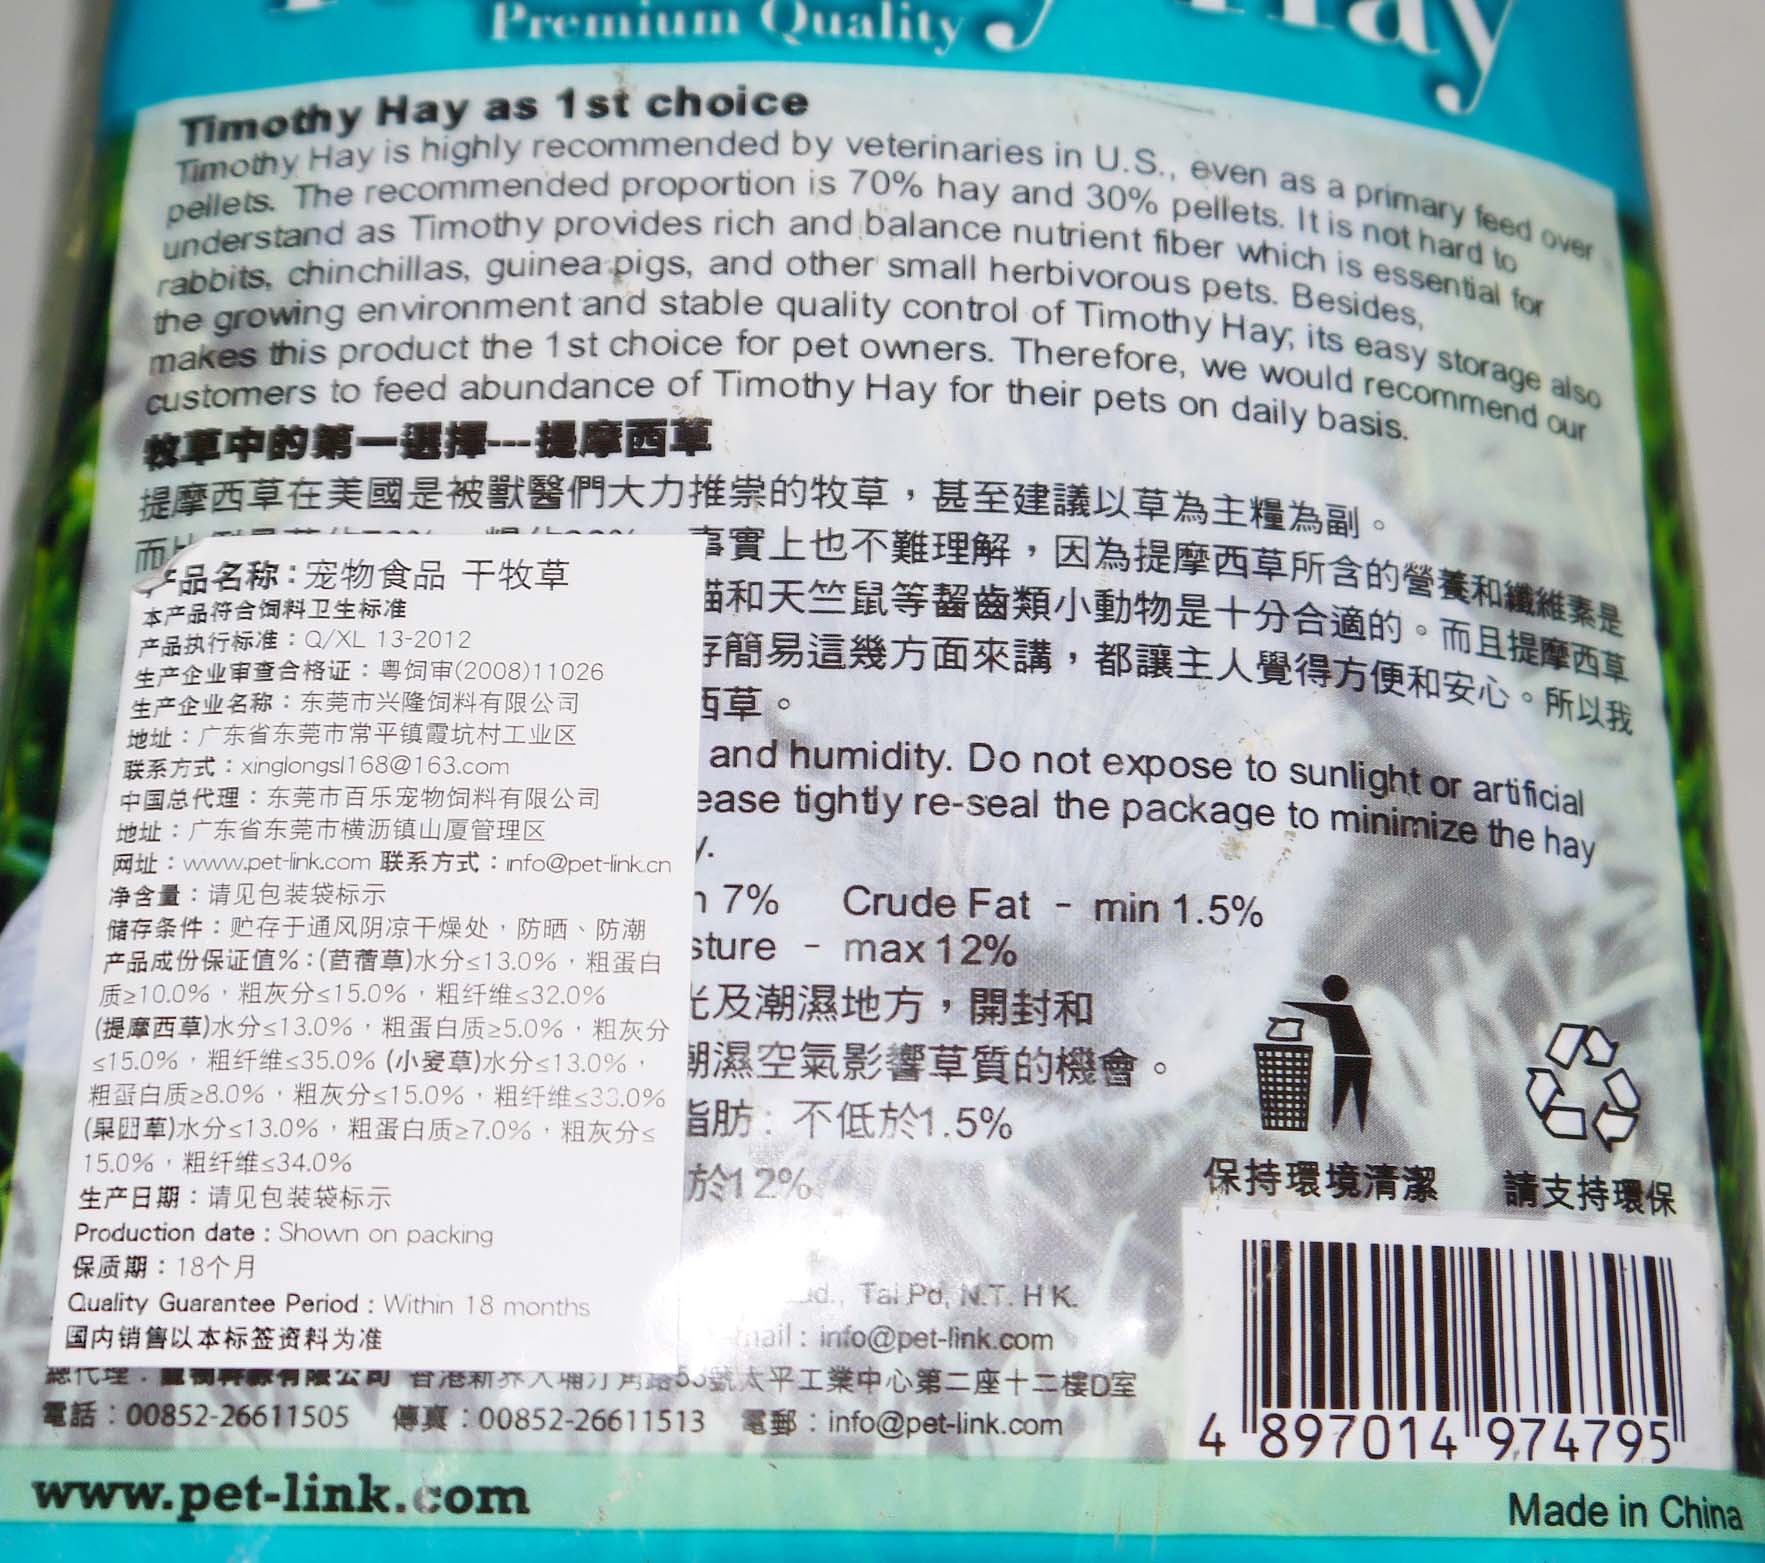 Premium Quality
Hay
Timothy Hay as 1st choice
Timothy Hay is highly recommended by veterinaries in U.S., even as a primary feed over
pellets. The recommended proportion is 70% hay and 30% pellets. It is not hard to
understand as Timothy provides rich and balance nutrient fiber which is essential for
rabbits, chinchillas, guinea pigs, and other small herbivorous pets. Besides,
the growing environment and stable quality control of Timothy Hay, its easy storage also
makes this product the 1st choice for pet owners. Therefore, we would recommend our
customers to feed abundance of Timothy Hay for their pets on daily basis.
牧草中的第一選擇---提摩西草
提摩西草在美國是被獸醫們大力推崇的牧草，甚至建議以草為主糧為副。
事實上也不難理解，因為提摩西草所含的營養和纖維素是
貓和天竺鼠等齧齒類小動物是十分合適的。而且提摩西草
存簡易這幾方面來講，都讓主人覺得方便和安心。所以我
西草。
and humidity. Do not expose to sunlight or artificial
ease tightly re-seal the package to minimize the hay
y.
7% Crude Fat - min 1.5%
sture - max 12%
光及潮濕地方，開封和
潮濕空氣影響草質的機會。
脂肪：不低於1.5%
於12%
产品名称：宠物食品 干牧草
本产品符合饲料卫生标准
产品执行标准：Q/XL 13-2012
生产企业审查合格证：粤饲审(2008)11026
生产企业名称：东莞市兴隆饲料有限公司
地址：广东省东莞市常平镇霞坑村工业区
联系方式：xinglongsl168@163.com
中国总代理：东莞市百乐宠物饲料有限公司
地址：广东省东莞市横沥镇山厦管理区
网址：www.pet-link.com 联系方式：info@pet-link.cn
净含量：请见包装袋标示
储存条件：贮存于通风阴凉干燥处，防晒、防潮
产品成份保证值%：(苜蓿草)水分≤13.0%，粗蛋白
质≥10.0%，粗灰分≤15.0%，粗纤维≤32.0%
(提摩西草)水分≤13.0%，粗蛋白质≥5.0%，粗灰分
≤15.0%，粗纤维≤35.0% (小麦草)水分≤13.0%，
粗蛋白质≥8.0%，粗灰分≤15.0%，粗纤维≤33.0%
(果园草)水分≤13.0%，粗蛋白质≥7.0%，粗灰分≤
15.0%，粗纤维≤34.0%
生产日期：请见包装袋标示
Production date : Shown on packing
保质期：18个月
Quality Guarantee Period : Within 18 months
国内销售以本标签资料为准
保持環境清潔
請支持環保
Tai Po, N.T. H K.
mail : info@pet-link.com
總代理：有限公司 香港新界大埔汀角路53號太平工業中心第二座十二樓D室
電話：00852-26611505 傳真：00852-26611513 電郵：info@pet-link.com
4 897014 974795
www.pet-link.com
Made in China